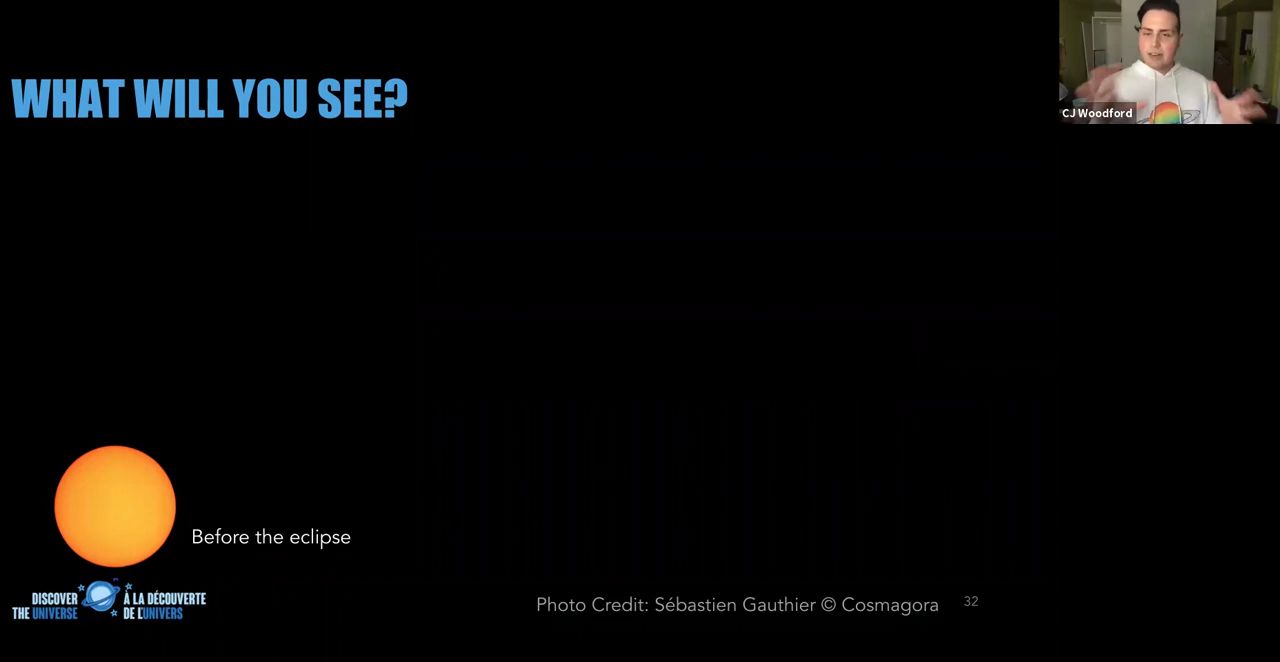 WHAT WILL YOU SEE?
CJ Woodford
Before the eclipse
DISCOVER
THE UNIVERSE
À LA DÉCOUVERTE
DE L'UNIVERS
Photo Credit: Sébastien Gauthier © Cosmagora
32